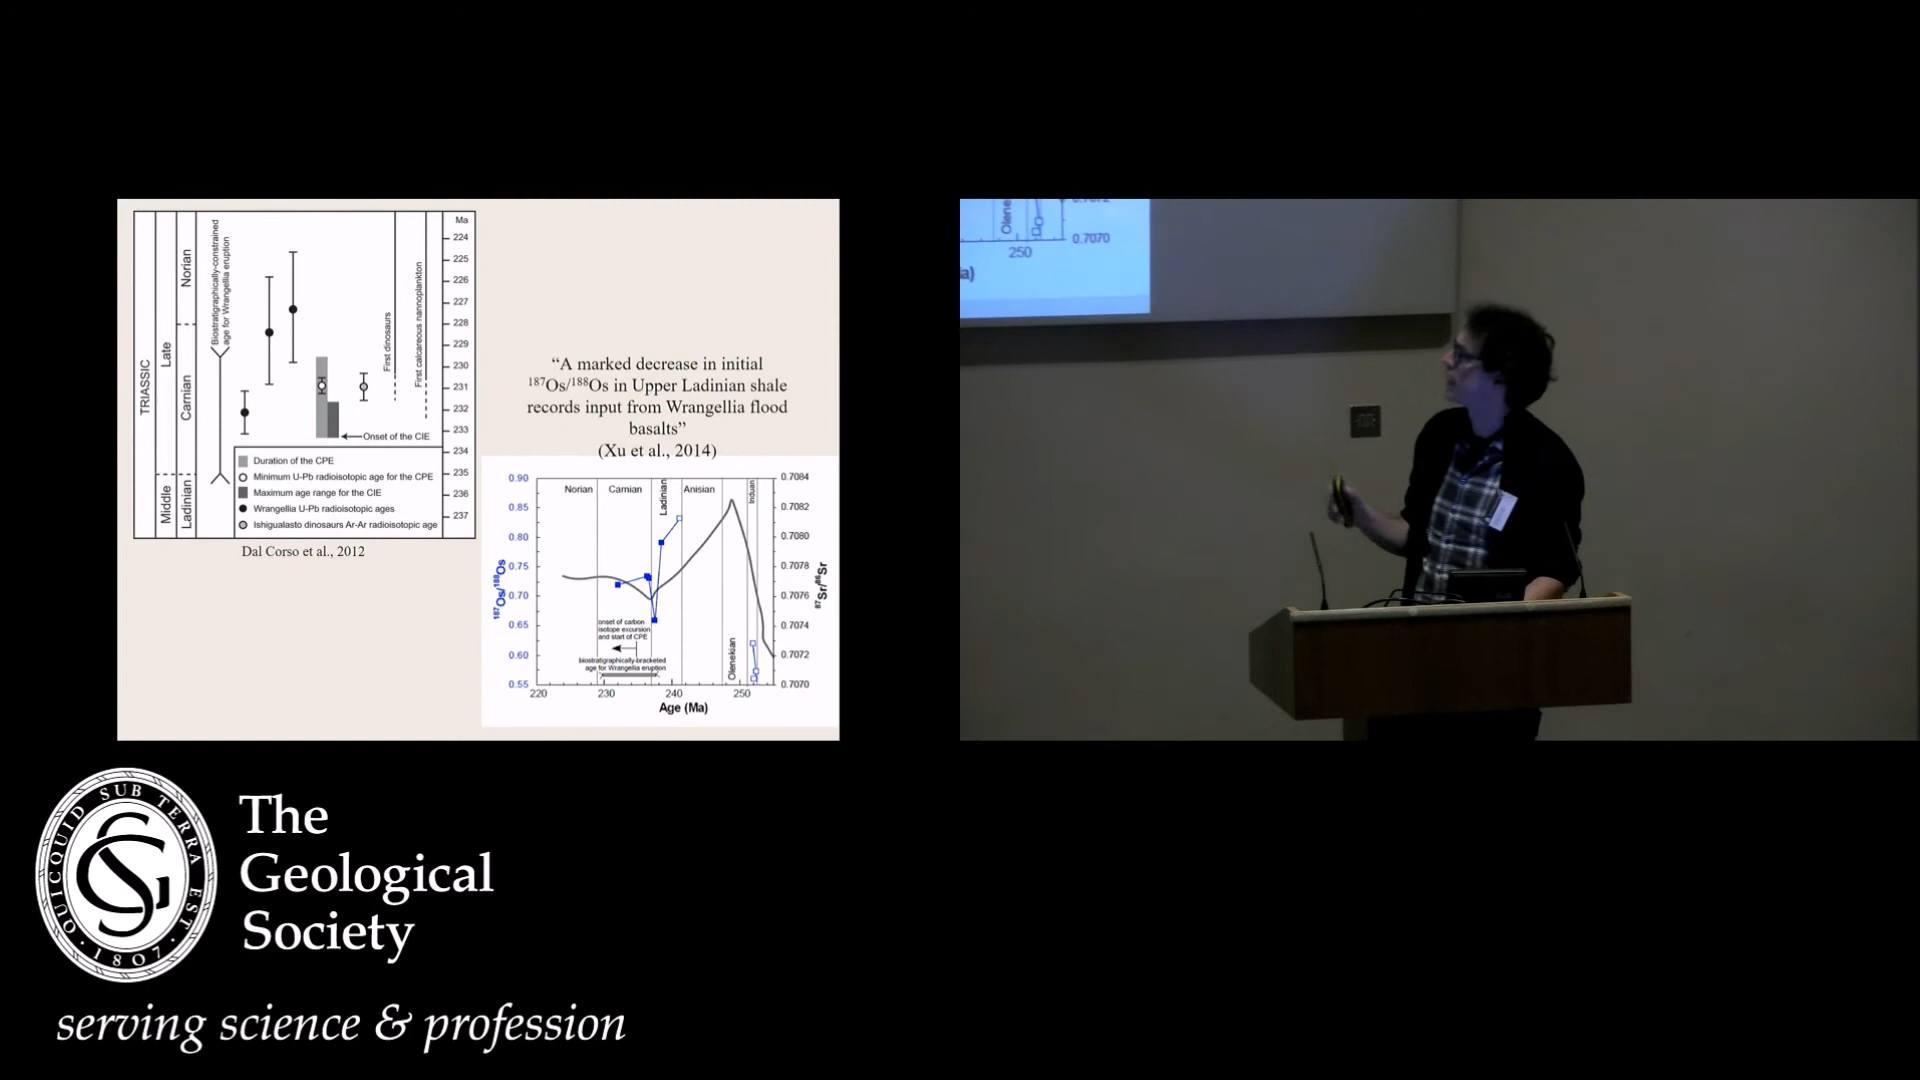 TRIASSIC
Late
Middle
Norian
Carnian
Ladinian
Biostratigraphically-constrained
age for Wrangellia eruption
First dinosaurs
First calcareous nannoplankton
Ma
224
225
226
227
228
229
230
231
232
233
234
235
236
237
Onset of the CIE
Duration of the CPE
Minimum U-Pb radioisotopic age for the CPE
Maximum age range for the CIE
Wrangellia U-Pb radioisotopic ages
Ishigualasto dinosaurs Ar-Ar radioisotopic age
Dal Corso et al., 2012
“A marked decrease in initial
187Os/188Os in Upper Ladinian shale
records input from Wrangellia flood
basalts”
(Xu et al., 2014)
187Os/188Os
0.90
0.85
0.80
0.75
0.70
0.65
0.60
0.55
Norian
Carnian
Ladinian
Anisian
Olenekian
Induan
onset of carbon
isotope excursion
and start of CPE
biostratigraphically-bracketed
age for Wrangellia eruption
0.7084
0.7082
0.7080
0.7078
0.7076
0.7074
0.7072
0.7070
87Sr/86Sr
220
230
240
250
Age (Ma)
Olene
0.7072
0.7070
250
a)
QUICQUID SUB TERRA EST
1807
The
Geological
Society
serving science & profession